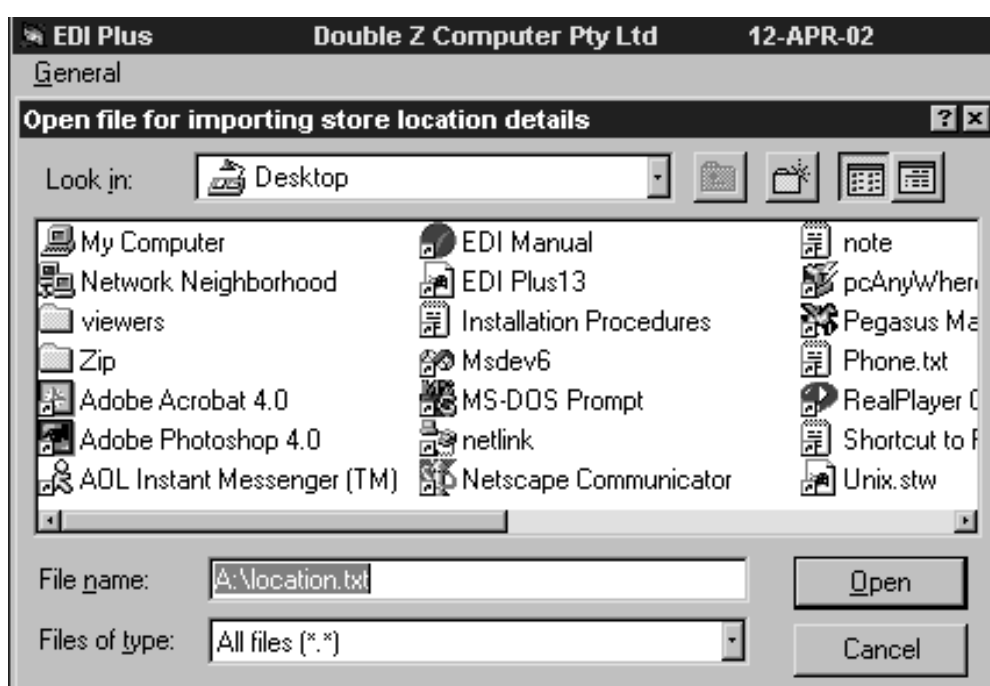 EDI Plus Double Z Computer Pty Ltd 12-APR-02
General
Open file for importing store location details
Look in: Desktop
My Computer EDI Manual note
Network Neighborhood EDI Plus13 pcAnyWher
viewers Installation Procedures Pegasus Ma
Zip Msdev6 Phone.txt
Adobe Acrobat 4.0 MS-DOS Prompt RealPlayer
Adobe Photoshop 4.0 netlink Shortcut to
AOL Instant Messenger (TM) Netscape Communicator Unix.stw
File name: A:\location.txt Open
Files of type: All files (*.*) Cancel